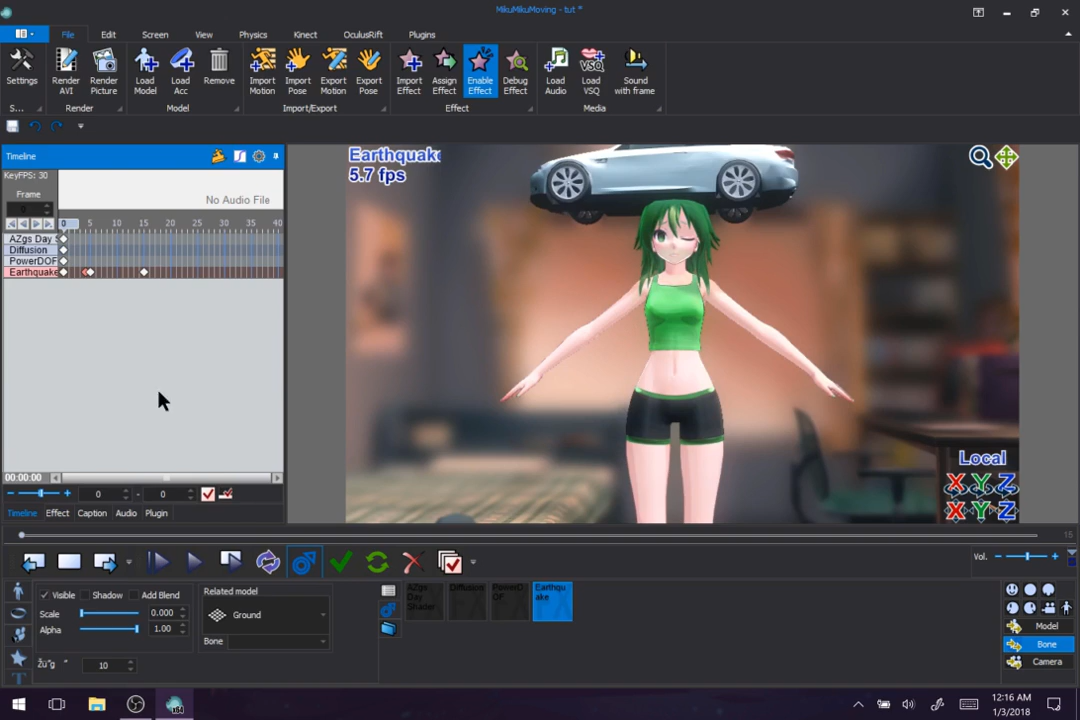 MikuMikuMoving - tut *
File Edit Screen View Physics Kinect OculusRift Plugins
Settings
Render AVI
Render Picture
Load Model
Load Acc
Remove
Import Motion
Import Pose
Export Motion
Export Pose
Import Effect
Assign Effect
Enable Effect
Debug Effect
Load Audio
Load VSQ
Sound with frame
S... Render Model Import/Export Effect Media
Timeline
KeyFPS: 30
Frame
No Audio File
0
0 5 10 15 20 25 30 35 40
AZgs Day
Diffusion
PowerDOF
Earthquake
Earthquake
5.7 fps
Local
X Y Z
X Y Z
00:00:00
0 - 0
Timeline Effect Caption Audio Plugin
15
Vol.
Visible Shadow Add Blend
Scale 0.000
Alpha 1.00
10
Related model
Ground
Bone
AZgs Day Shader
Diffusion
PowerDOF
Earthquake
Model
Bone
Camera
x64
12:16 AM
1/3/2018